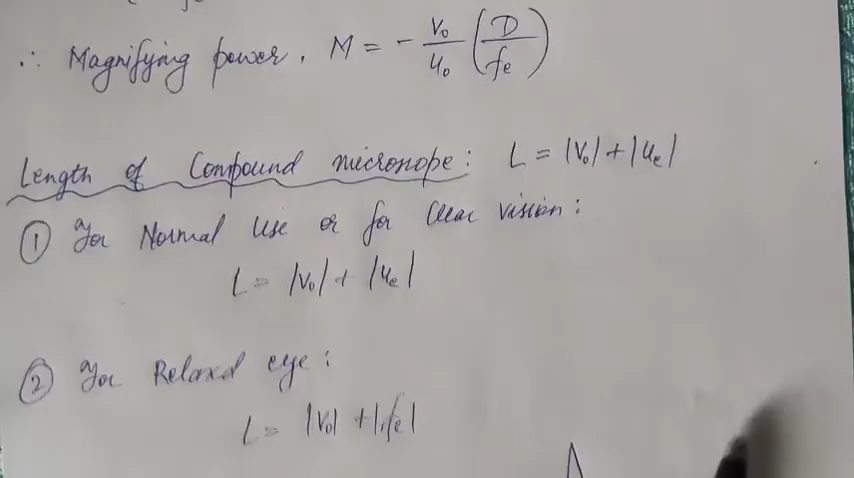 ∴ Magnifying power, M = - V₀/u₀ (D/fe)
Length of Compound microscope: L = |V₀| + |ue|
① For Normal Use or for Clear vision:
L = |V₀| + |ue|
② For Relaxed eye:
L = |V₀| + |fe|